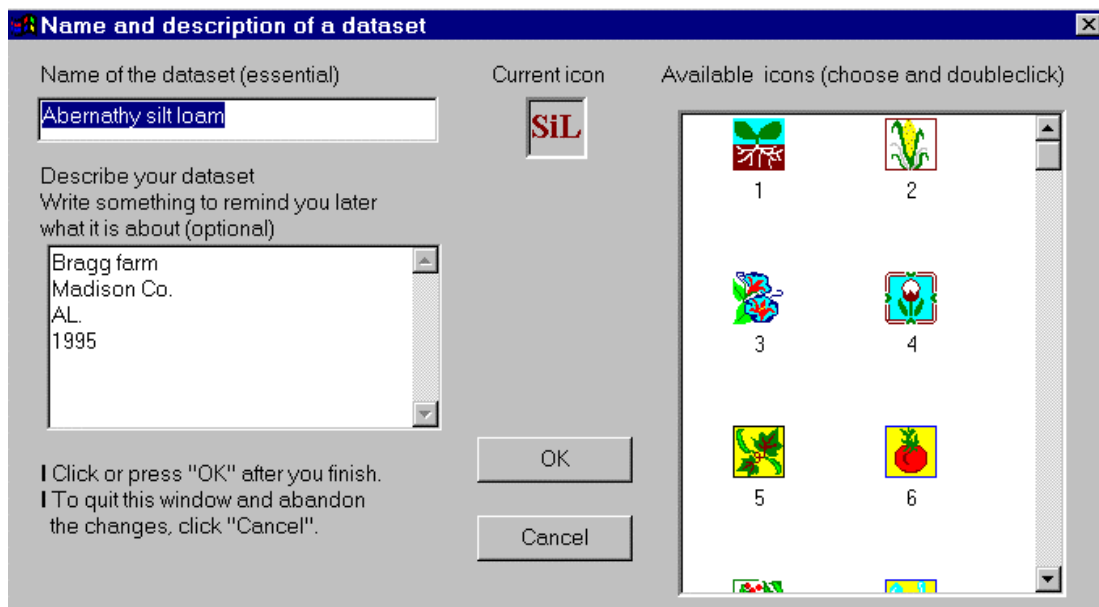 Name and description of a dataset
Name of the dataset (essential)
Abernathy silt loam
Describe your dataset
Write something to remind you later
what it is about (optional)
Bragg farm
Madison Co.
AL.
1995
I Click or press "OK" after you finish.
I To quit this window and abandon
the changes, click "Cancel".
Current icon
SiL
OK
Cancel
Available icons (choose and doubleclick)
1
2
3
4
5
6